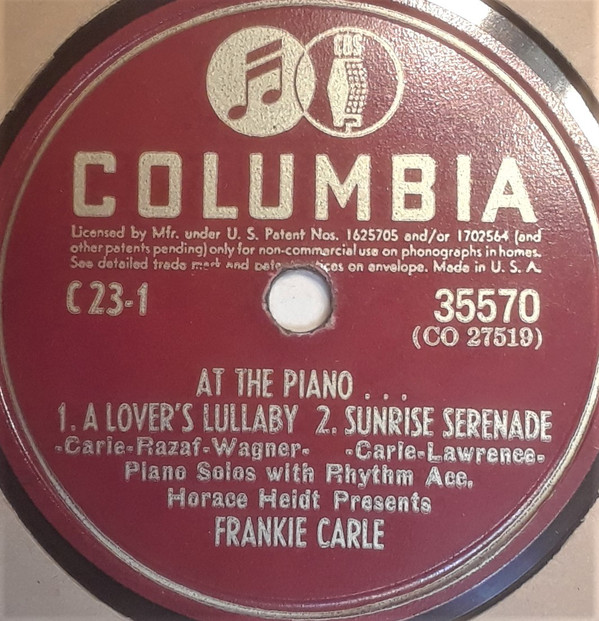 CBS
COLUMBIA
Licensed by Mfr. under U. S. Patent Nos. 1625705 and/or 1702564 (and
other patents pending) only for non-commercial use on phonographs in homes.
See detailed trade mark and patent notices on envelope. Made in U. S. A.
C 23-1
35570
(CO 27519)
AT THE PIANO . . .
1. A LOVER'S LULLABY 2. SUNRISE SERENADE
-Carle-Razaf-Wagner- -Carle-Lawrence-
Piano Solos with Rhythm Acc.
Horace Heidt Presents
FRANKIE CARLE